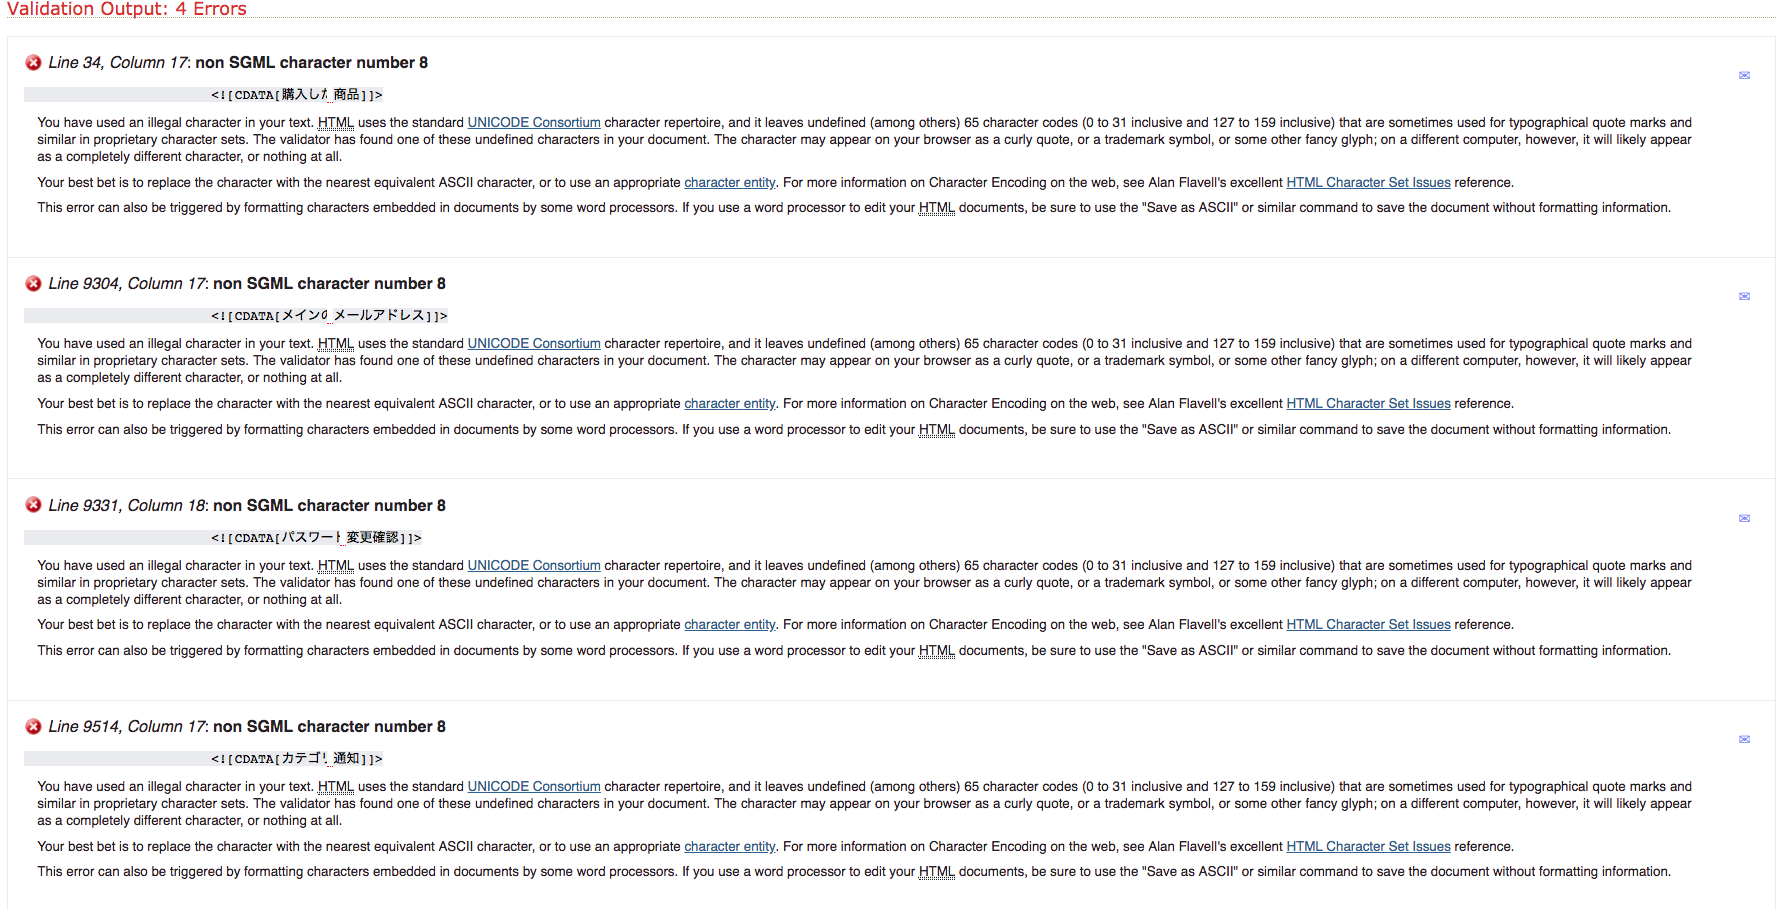 Validation Output: 4 Errors
Line 34, Column 17: non SGML character number 8
<![CDATA[購入した商品]]>
You have used an illegal character in your text. HTML uses the standard UNICODE Consortium character repertoire, and it leaves undefined (among others) 65 character codes (0 to 31 inclusive and 127 to 159 inclusive) that are sometimes used for typographical quote marks and
similar in proprietary character sets. The validator has found one of these undefined characters in your document. The character may appear on your browser as a curly quote, or a trademark symbol, or some other fancy glyph; on a different computer, however, it will likely appear
as a completely different character, or nothing at all.
Your best bet is to replace the character with the nearest equivalent ASCII character, or to use an appropriate character entity. For more information on Character Encoding on the web, see Alan Flavell's excellent HTML Character Set Issues reference.
This error can also be triggered by formatting characters embedded in documents by some word processors. If you use a word processor to edit your HTML documents, be sure to use the "Save as ASCII" or similar command to save the document without formatting information.
Line 9304, Column 17: non SGML character number 8
<![CDATA[メインのメールアドレス]]>
You have used an illegal character in your text. HTML uses the standard UNICODE Consortium character repertoire, and it leaves undefined (among others) 65 character codes (0 to 31 inclusive and 127 to 159 inclusive) that are sometimes used for typographical quote marks and
similar in proprietary character sets. The validator has found one of these undefined characters in your document. The character may appear on your browser as a curly quote, or a trademark symbol, or some other fancy glyph; on a different computer, however, it will likely appear
as a completely different character, or nothing at all.
Your best bet is to replace the character with the nearest equivalent ASCII character, or to use an appropriate character entity. For more information on Character Encoding on the web, see Alan Flavell's excellent HTML Character Set Issues reference.
This error can also be triggered by formatting characters embedded in documents by some word processors. If you use a word processor to edit your HTML documents, be sure to use the "Save as ASCII" or similar command to save the document without formatting information.
Line 9331, Column 18: non SGML character number 8
<![CDATA[パスワード変更確認]]>
You have used an illegal character in your text. HTML uses the standard UNICODE Consortium character repertoire, and it leaves undefined (among others) 65 character codes (0 to 31 inclusive and 127 to 159 inclusive) that are sometimes used for typographical quote marks and
similar in proprietary character sets. The validator has found one of these undefined characters in your document. The character may appear on your browser as a curly quote, or a trademark symbol, or some other fancy glyph; on a different computer, however, it will likely appear
as a completely different character, or nothing at all.
Your best bet is to replace the character with the nearest equivalent ASCII character, or to use an appropriate character entity. For more information on Character Encoding on the web, see Alan Flavell's excellent HTML Character Set Issues reference.
This error can also be triggered by formatting characters embedded in documents by some word processors. If you use a word processor to edit your HTML documents, be sure to use the "Save as ASCII" or similar command to save the document without formatting information.
Line 9514, Column 17: non SGML character number 8
<![CDATA[カテゴリ通知]]>
You have used an illegal character in your text. HTML uses the standard UNICODE Consortium character repertoire, and it leaves undefined (among others) 65 character codes (0 to 31 inclusive and 127 to 159 inclusive) that are sometimes used for typographical quote marks and
similar in proprietary character sets. The validator has found one of these undefined characters in your document. The character may appear on your browser as a curly quote, or a trademark symbol, or some other fancy glyph; on a different computer, however, it will likely appear
as a completely different character, or nothing at all.
Your best bet is to replace the character with the nearest equivalent ASCII character, or to use an appropriate character entity. For more information on Character Encoding on the web, see Alan Flavell's excellent HTML Character Set Issues reference.
This error can also be triggered by formatting characters embedded in documents by some word processors. If you use a word processor to edit your HTML documents, be sure to use the "Save as ASCII" or similar command to save the document without formatting information.